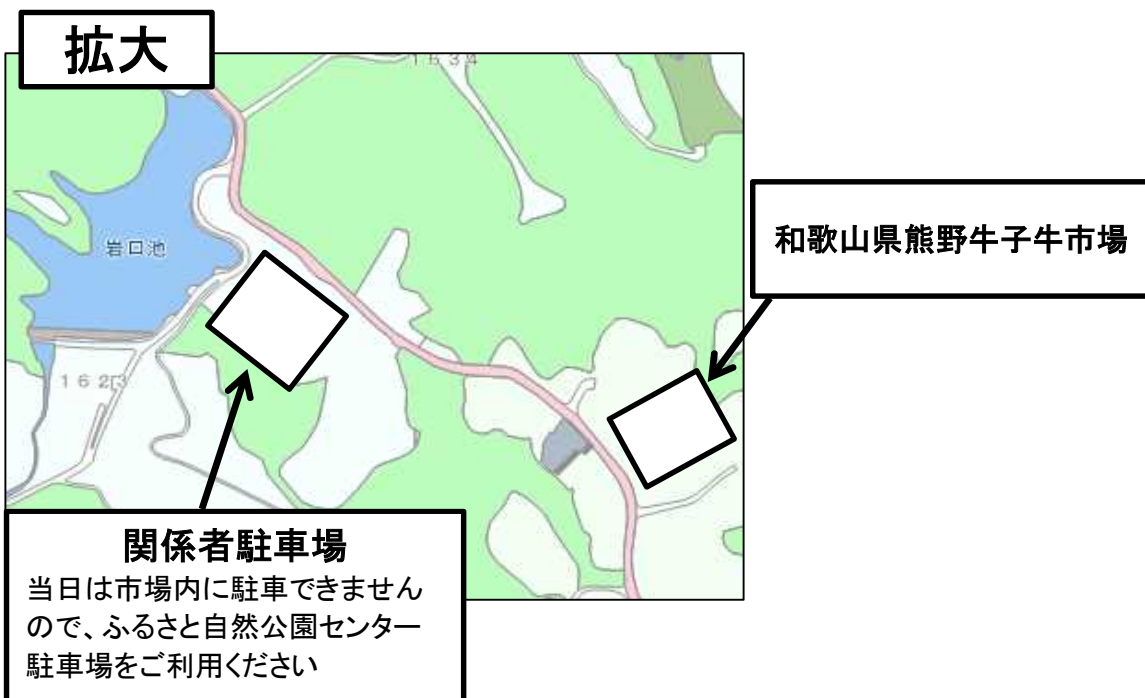 拡大
1634
岩口池
和歌山県熊野牛子牛市場
1623
関係者駐車場
当日は市場内に駐車できません
ので、ふるさと自然公園センター
駐車場をご利用ください